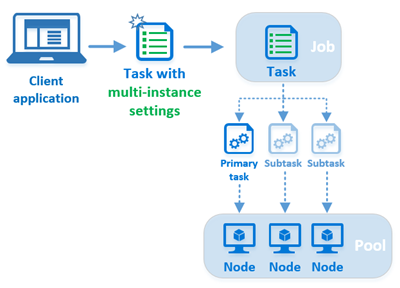 Job
Client
application
Task with
multi-instance
settings
Task
Primary
task
Subtask
Subtask
Node
Node
Node
Pool